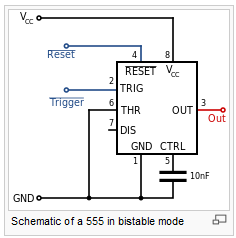 VCC
Reset
4
8
RESET
VCC
2
TRIG
Trigger
6
THR
OUT
3
Out
7
DIS
GND
CTRL
1
5
10nF
GND
Schematic of a 555 in bistable mode